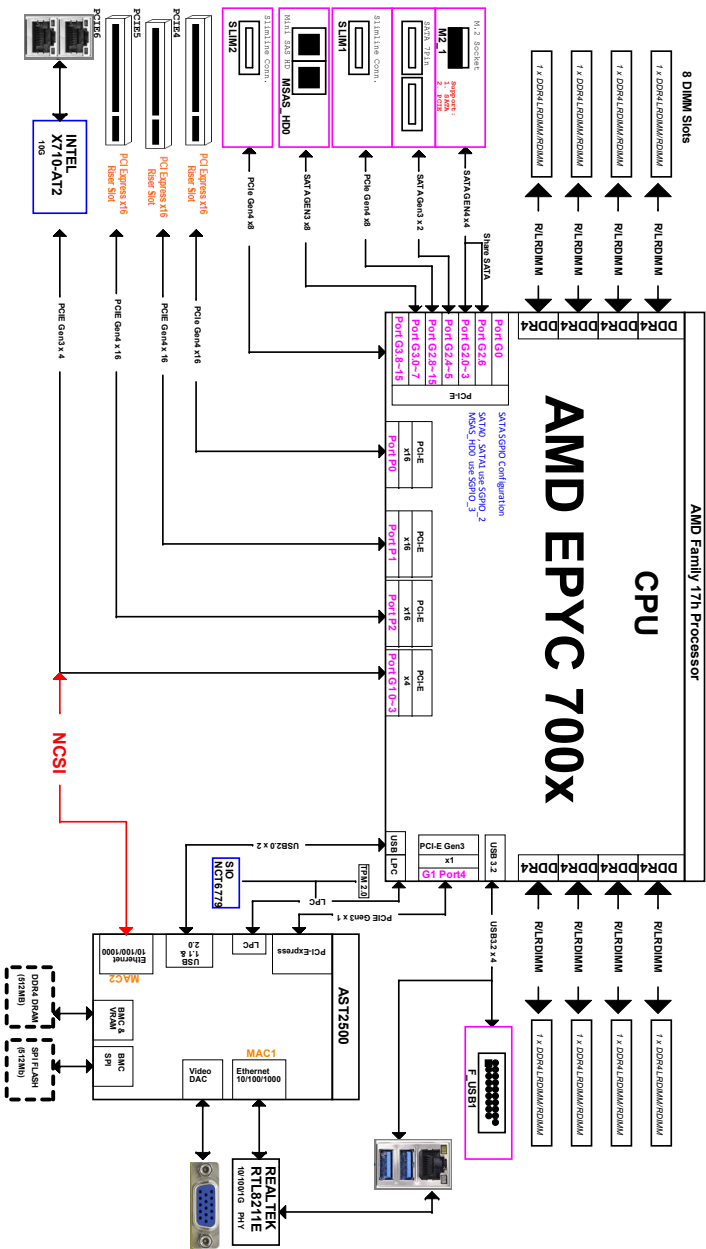 8 DIMM Slots
1 x DDR4 LRDIMM/RDIMM
1 x DDR4 LRDIMM/RDIMM
1 x DDR4 LRDIMM/RDIMM
1 x DDR4 LRDIMM/RDIMM
R/LRDIMM
R/LRDIMM
R/LRDIMM
R/LRDIMM
DDR4
DDR4
DDR4
DDR4
AMD Family 17h Processor
CPU
AMD EPYC 700x
DDR4
DDR4
DDR4
DDR4
R/LRDIMM
R/LRDIMM
R/LRDIMM
R/LRDIMM
1 x DDR4 LRDIMM/RDIMM
1 x DDR4 LRDIMM/RDIMM
1 x DDR4 LRDIMM/RDIMM
1 x DDR4 LRDIMM/RDIMM
M.2 Socket
M2_1
Support:
1. SATA
2. PCIE
SATA 7Pin
Slimline Conn.
SLIM1
Mini SAS HD
MSAS_HD0
Slimline Conn.
SLIM2
SATA GEN4 x4
Share SATA
SATA Gen3 x 2
PCIe Gen4 x8
SATA GEN3 x8
PCIe Gen4 x8
Port G0
Port G2.6
Port G2.0~3
Port G2.4~5
Port G2.8~15
Port G3.0~7
Port G3.8~15
PCI-E
SATA SGPIO Configuration
SATA0 , SATA1 use SGPIO_2
MSAS_HD0 use SGPIO_3
PCIE4
PCI Express x16
Riser Slot
PCIe Gen4 x16
PCI-E
x16
Port P0
PCIE5
PCI Express x16
Riser Slot
PCIE Gen4 x 16
PCI-E
x16
Port P1
PCIE6
PCI Express x16
Riser Slot
PCIE Gen4 x 16
PCI-E
x16
Port P2
INTEL
X710-AT2
10G
PCIE Gen3 x 4
PCI-E
x4
Port G1 0~3
NCSI
USB 3.2
PCI-E Gen3
x1
G1 Port4
USB
LPC
USB2.0 x 2
TPM 2.0
SIO
NCT6779
LPC
PCIE Gen3 x 1
USB3.2 x 4
F_USB1
AST2500
PCI-Express
LPC
USB
1.1 &
2.0
Ethernet
10/100/1000
MAC2
BMC &
VRAM
BMC
SPI
DDR4 DRAM
(512MB)
SPI FLASH
(512Mb)
MAC1
Ethernet
10/100/1000
Video
DAC
REALTEK
RTL8211E
10/100/1G PHY